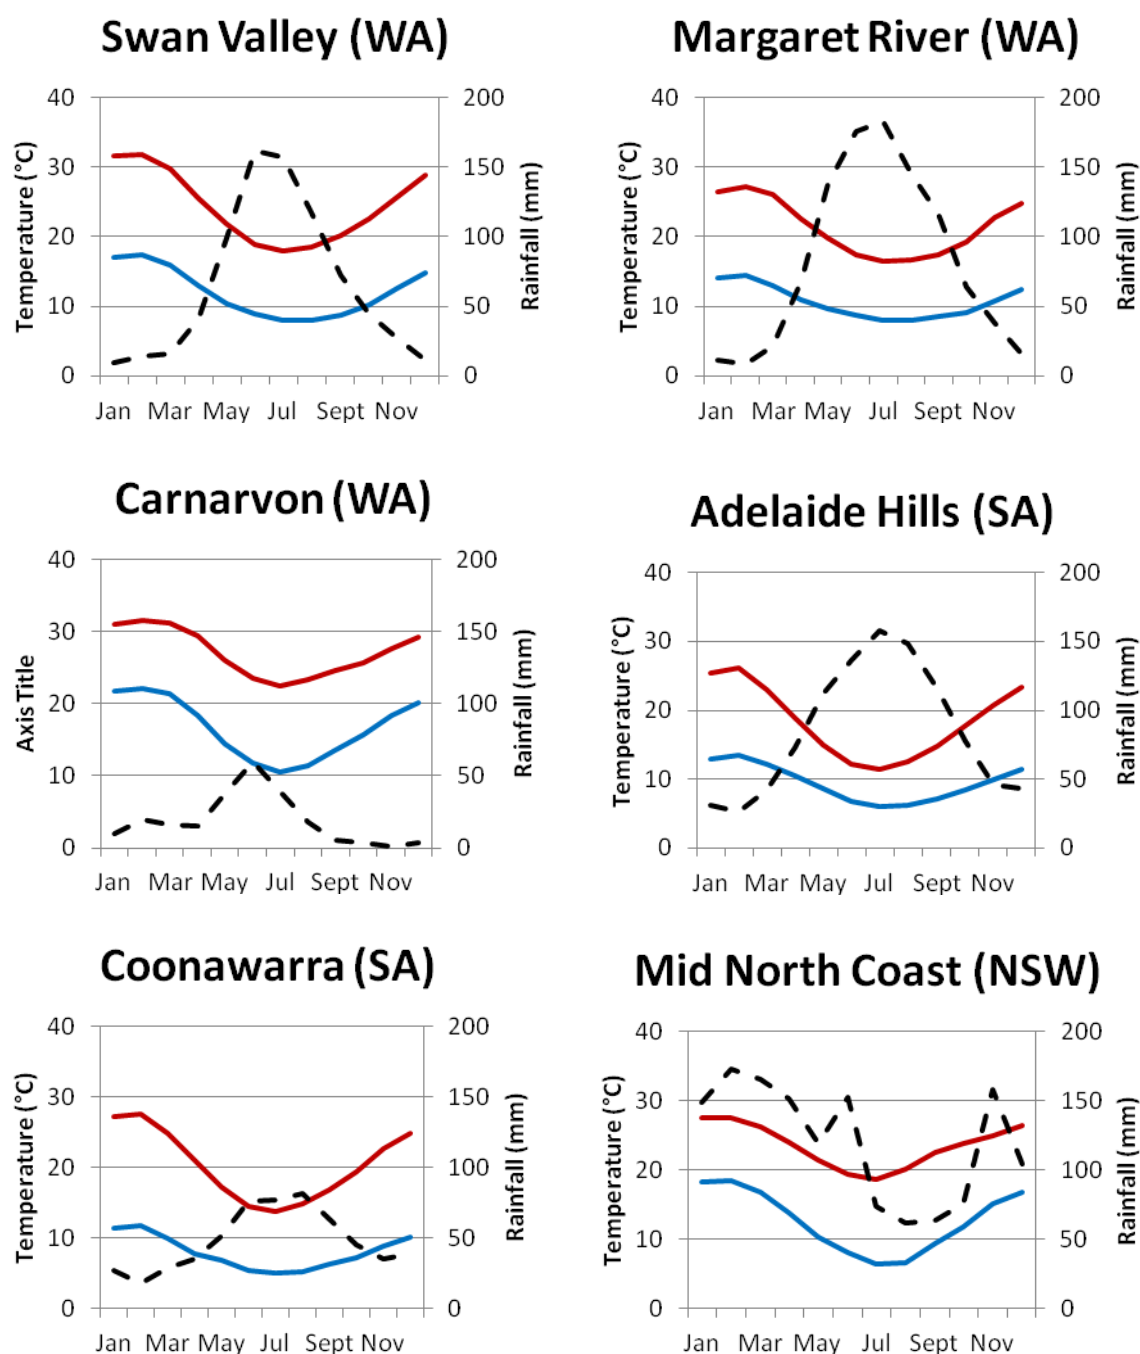 Swan Valley (WA)
Temperature (°C)
40
30
20
10
0
200
150
100
50
0
Rainfall (mm)
Jan Mar May Jul Sept Nov
Margaret River (WA)
Temperature (°C)
40
30
20
10
0
200
150
100
50
0
Rainfall (mm)
Jan Mar May Jul Sept Nov
Carnarvon (WA)
Axis Title
40
30
20
10
0
200
150
100
50
0
Rainfall (mm)
Jan Mar May Jul Sept Nov
Adelaide Hills (SA)
Temperature (°C)
40
30
20
10
0
200
150
100
50
0
Rainfall (mm)
Jan Mar May Jul Sept Nov
Coonawarra (SA)
Temperature (°C)
40
30
20
10
0
200
150
100
50
0
Rainfall (mm)
Jan Mar May Jul Sept Nov
Mid North Coast (NSW)
Temperature (°C)
40
30
20
10
0
200
150
100
50
0
Rainfall (mm)
Jan Mar May Jul Sept Nov